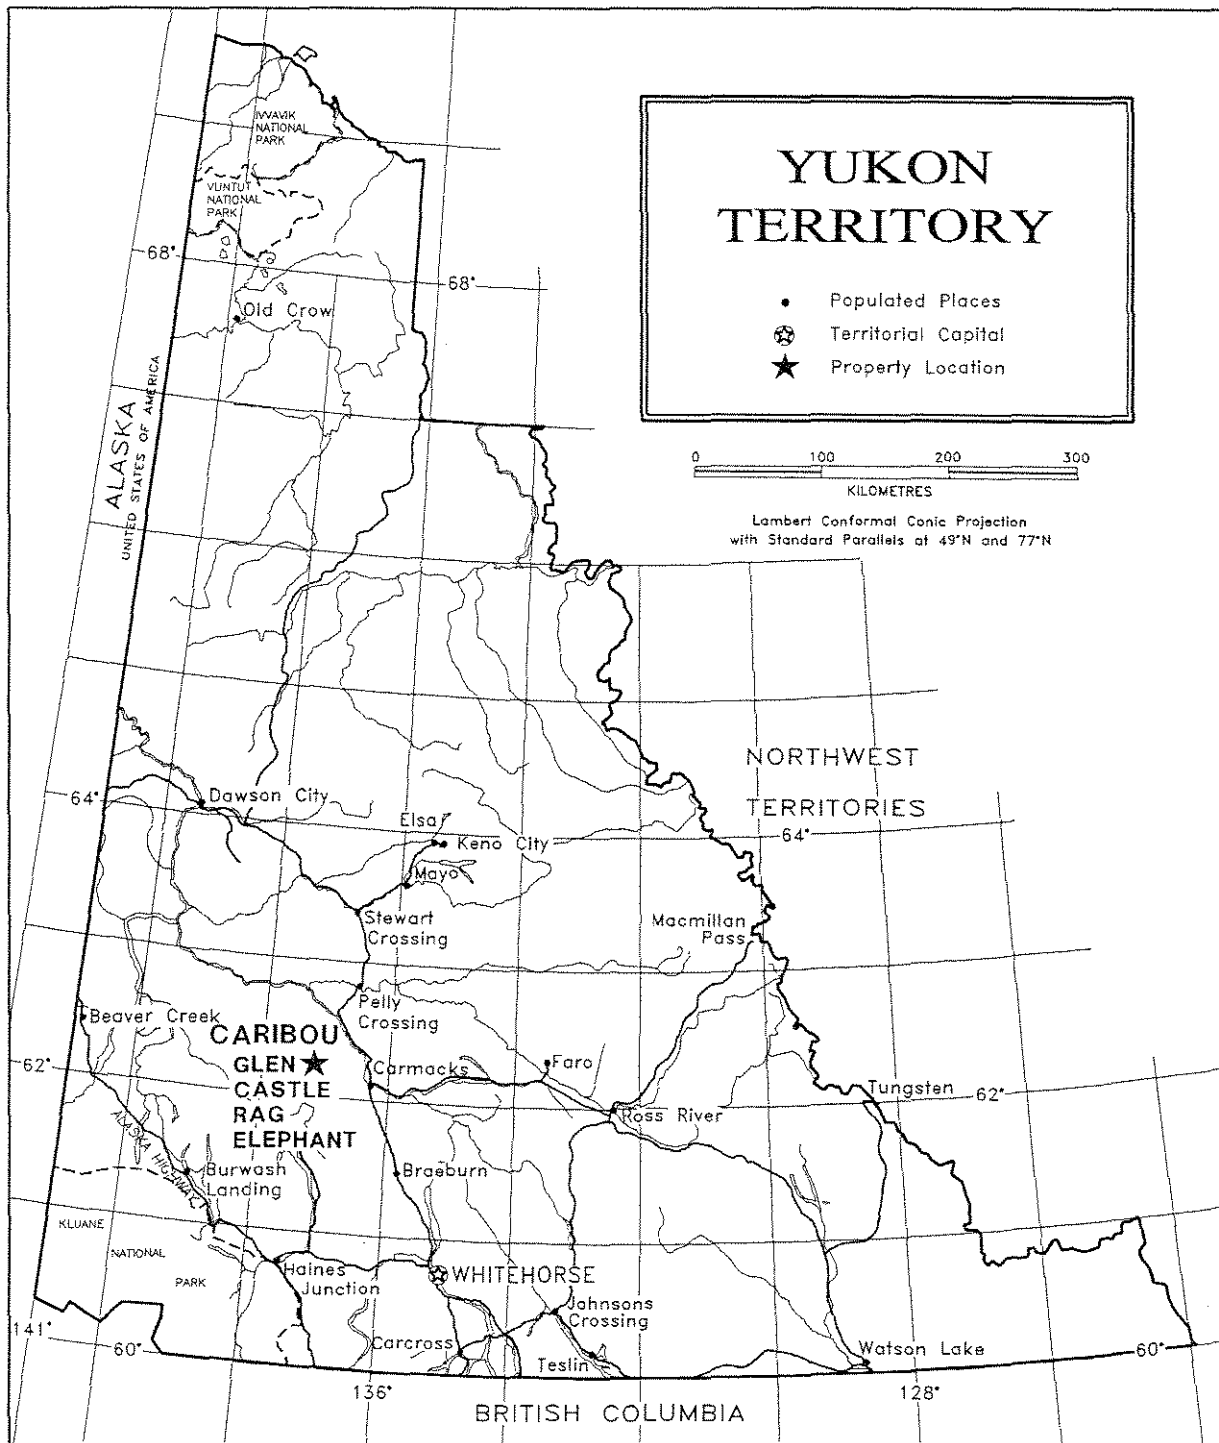 YUKON
TERRITORY
Populated Places
Territorial Capital
Property Location
0 100 200 300
KILOMETRES
Lambert Conformal Conic Projection
with Standard Parallels at 49°N and 77°N
IVVAVIK
NATIONAL
PARK
VUNTUT
NATIONAL
PARK
68°
68°
Old Crow
ALASKA
UNITED STATES OF AMERICA
NORTHWEST
TERRITORIES
64°
64°
Dawson City
Elsa
Keno City
Mayo
Stewart
Crossing
Macmillan
Pass
Pelly
Crossing
Beaver Creek
CARIBOU
GLEN
CASTLE
RAG
ELEPHANT
62°
62°
Carmacks
Faro
Tungsten
Ross River
ALASKA HIGHWAY
Burwash
Landing
Braeburn
KLUANE
NATIONAL
PARK
Haines
Junction
WHITEHORSE
Johnsons
Crossing
Carcross
Teslin
Watson Lake
141°
60°
60°
136°
128°
BRITISH COLUMBIA